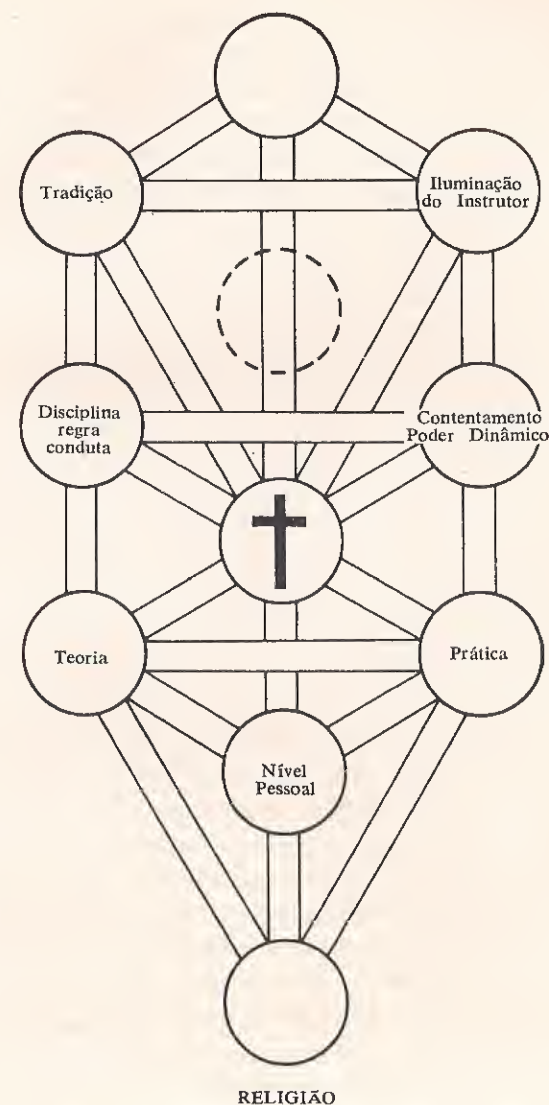 Tradição
Iluminação
do Instrutor
Disciplina
regra
conduta
Contentamento
Poder Dinâmico
Teoria
Prática
Nível
Pessoal
RELIGIÃO